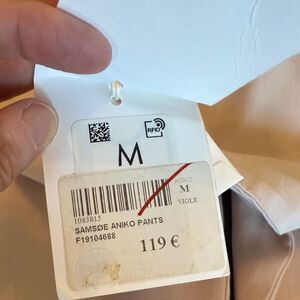 RFID
M
M
1083815
VIOLE
SAMSØE ANIKO PANTS
F19104688
119 €